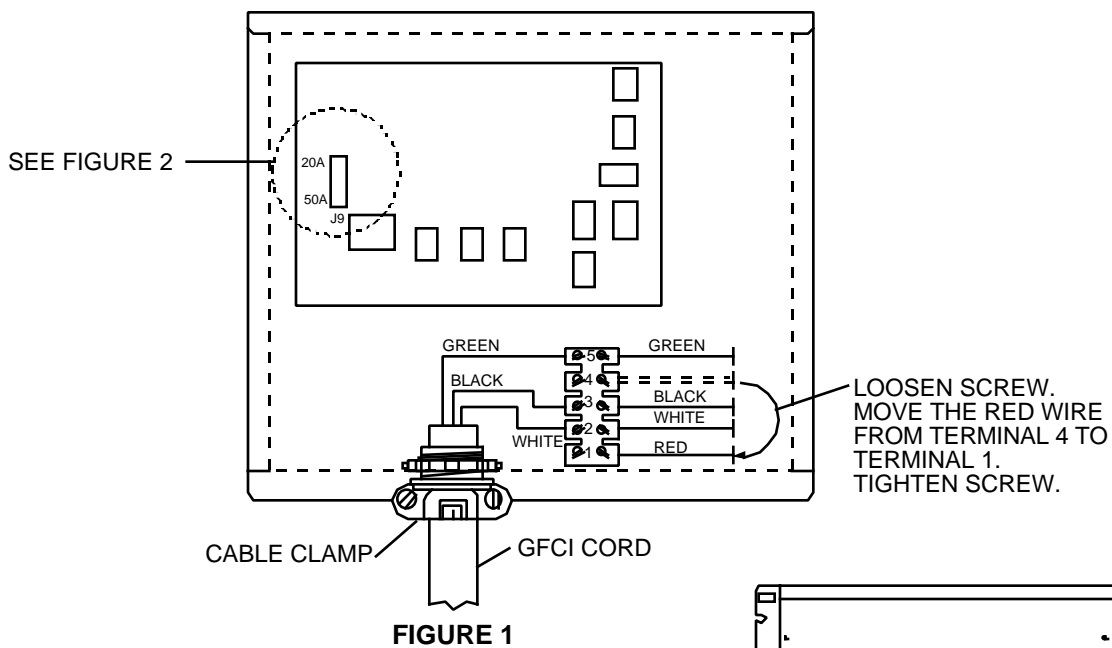 SEE FIGURE 2
20A
50A
J9
GREEN
5
GREEN
4
BLACK
3
BLACK
WHITE
2
WHITE
1
RED
LOOSEN SCREW.
MOVE THE RED WIRE
FROM TERMINAL 4 TO
TERMINAL 1.
TIGHTEN SCREW.
CABLE CLAMP
GFCI CORD
FIGURE 1